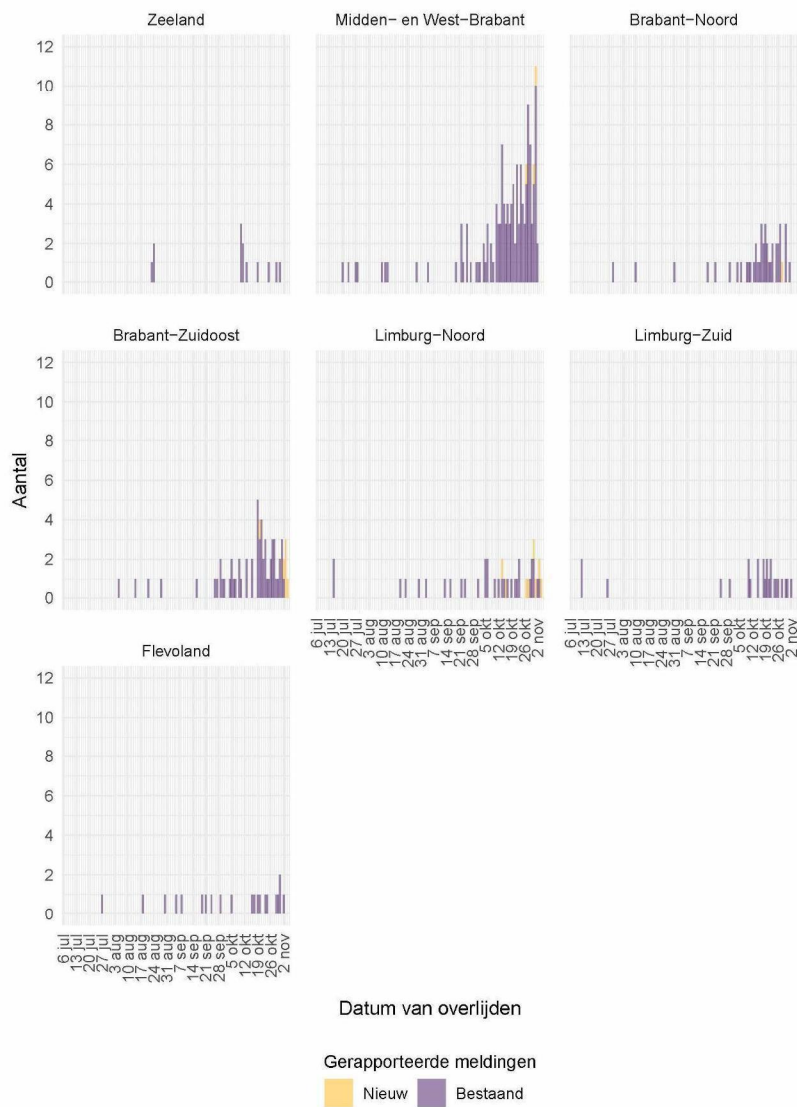 Zeeland
Midden- en West-Brabant
Brabant-Noord
12
10
8
6
4
2
0
Brabant-Zuidoost
Limburg-Noord
Limburg-Zuid
12
10
8
6
4
2
0
Aantal
6 jul
13 jul
20 jul
27 jul
3 aug
10 aug
17 aug
24 aug
31 aug
7 sep
14 sep
21 sep
28 sep
5 okt
12 okt
19 okt
26 okt
2 nov
6 jul
13 jul
20 jul
27 jul
3 aug
10 aug
17 aug
24 aug
31 aug
7 sep
14 sep
21 sep
28 sep
5 okt
12 okt
19 okt
26 okt
2 nov
Flevoland
12
10
8
6
4
2
0
6 jul
13 jul
20 jul
27 jul
3 aug
10 aug
17 aug
24 aug
31 aug
7 sep
14 sep
21 sep
28 sep
5 okt
12 okt
19 okt
26 okt
2 nov
Datum van overlijden
Gerapporteerde meldingen
Nieuw Bestaand